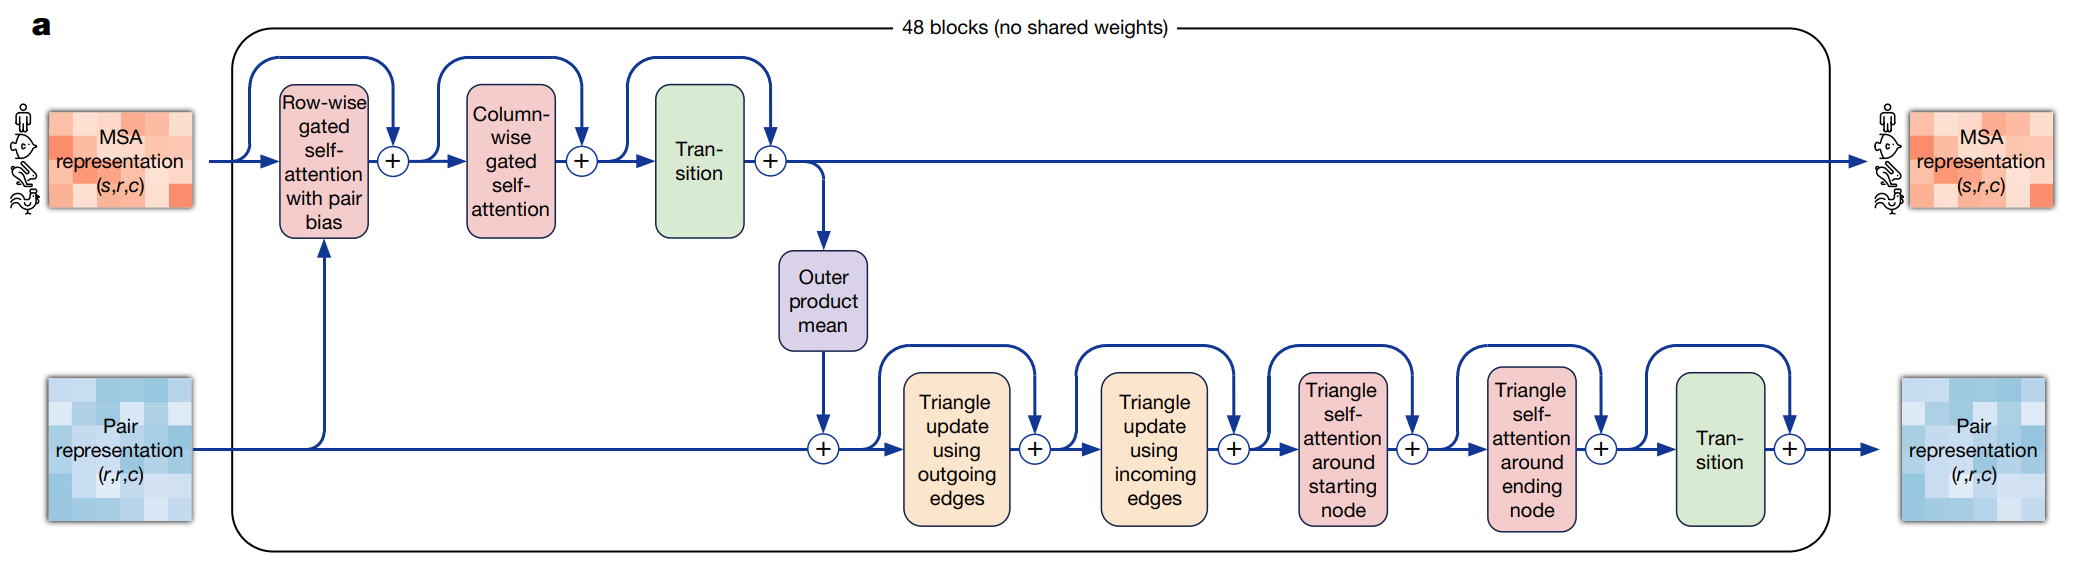 a
48 blocks (no shared weights)
MSA
representation
(s,r,c)
Row-wise
gated
self-
attention
with pair
bias
+
Column-
wise
gated
self-
attention
+
Tran-
sition
+
MSA
representation
(s,r,c)
Outer
product
mean
Pair
representation
(r,r,c)
+
Triangle
update
using
outgoing
edges
+
Triangle
update
using
incoming
edges
+
Triangle
self-
attention
around
starting
node
+
Triangle
self-
attention
around
ending
node
+
Tran-
sition
+
Pair
representation
(r,r,c)